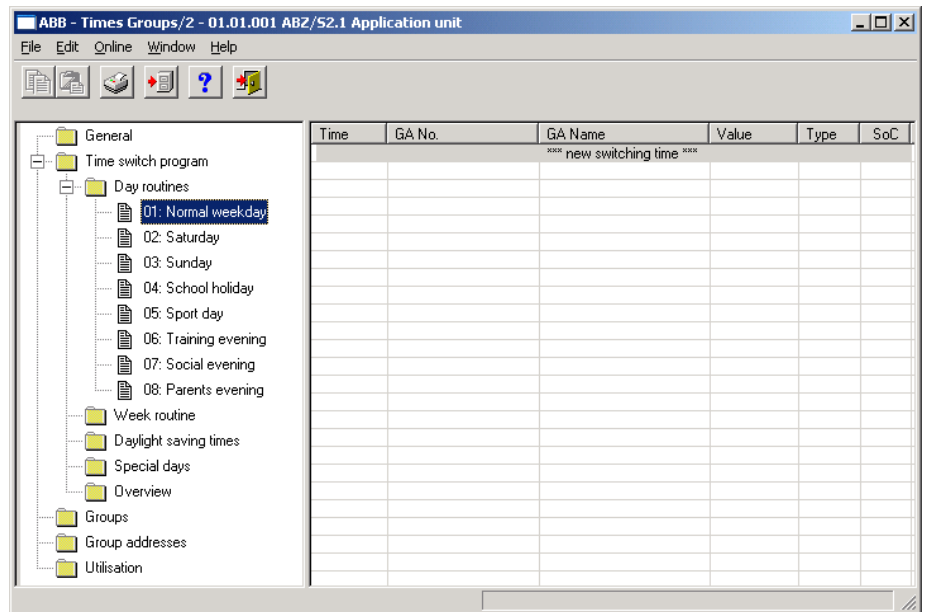 ABB - Times Groups/2 - 01.01.001 ABZ/S2.1 Application unit
File Edit Online Window Help
General
Time switch program
Day routines
01: Normal weekday
02: Saturday
03: Sunday
04: School holiday
05: Sport day
06: Training evening
07: Social evening
08: Parents evening
Week routine
Daylight saving times
Special days
Overview
Groups
Group addresses
Utilisation
Time GA No. GA Name Value Type SoC
*** new switching time ***